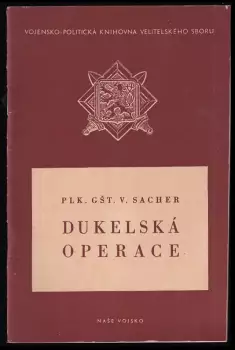 VOJENSKO-POLITICKÁ KNIHOVNA VELITELSKÉHO SBORU
PLK. GŠT. V. SACHER
DUKELSKÁ
OPERACE
NAŠE VOJSKO